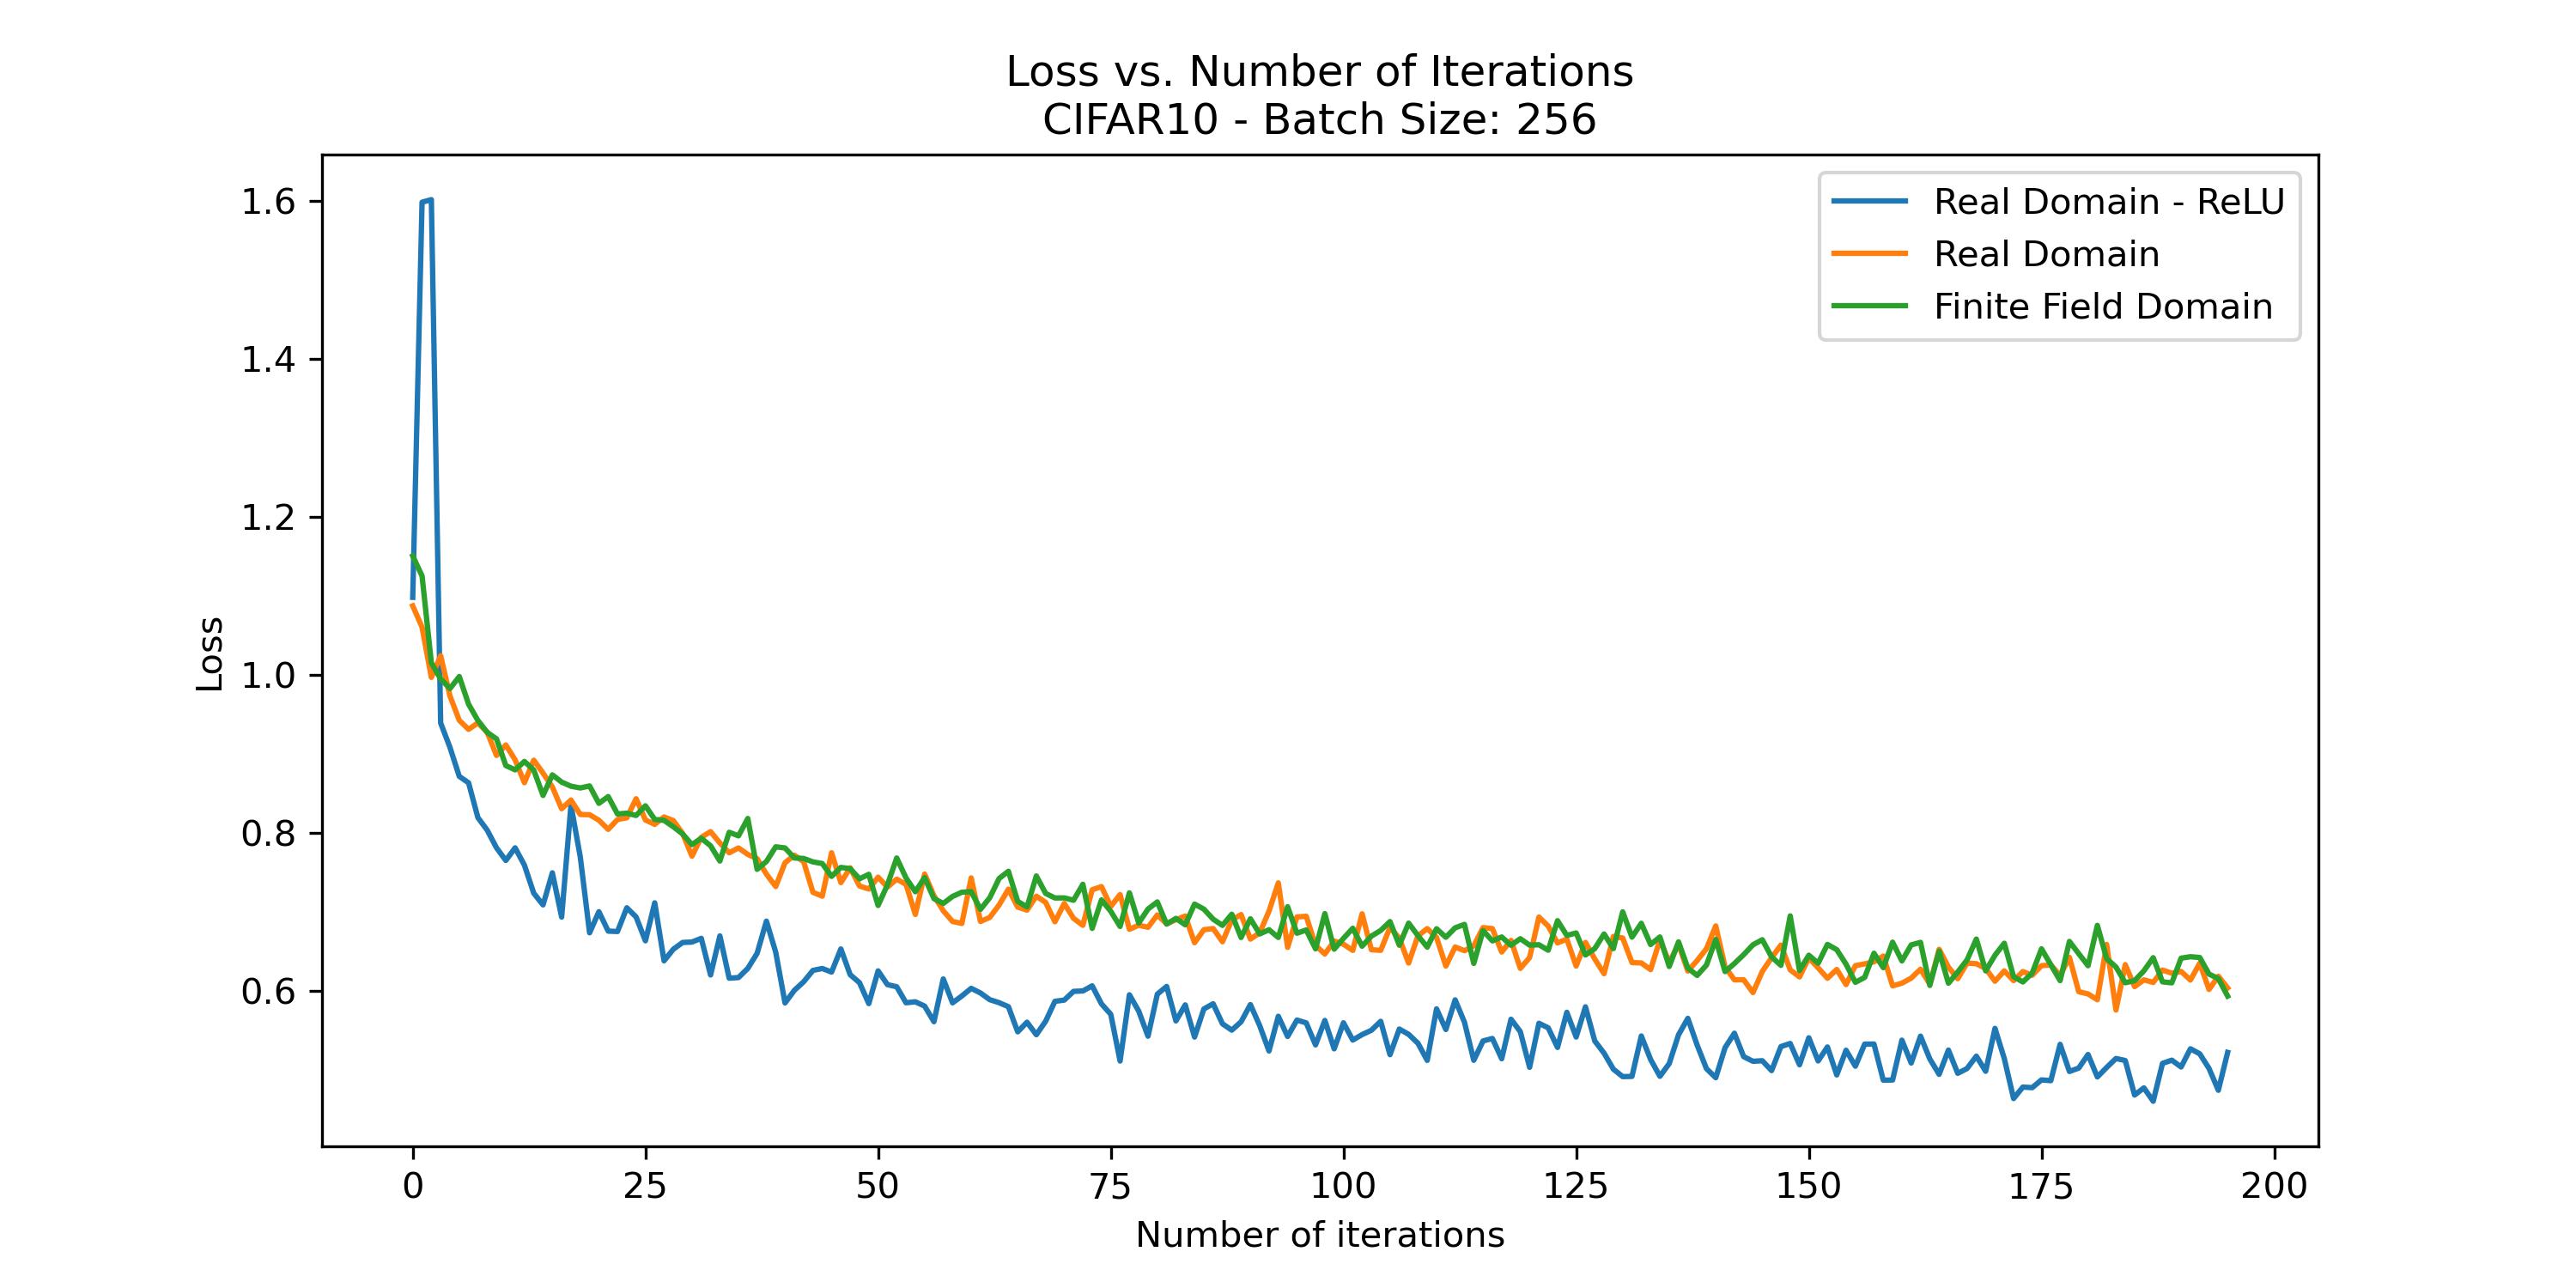 Loss vs. Number of Iterations
CIFAR10 - Batch Size: 256
Real Domain - ReLU
Real Domain
Finite Field Domain
Loss
1.6
1.4
1.2
1.0
0.8
0.6
0 25 50 75 100 125 150 175 200
Number of iterations